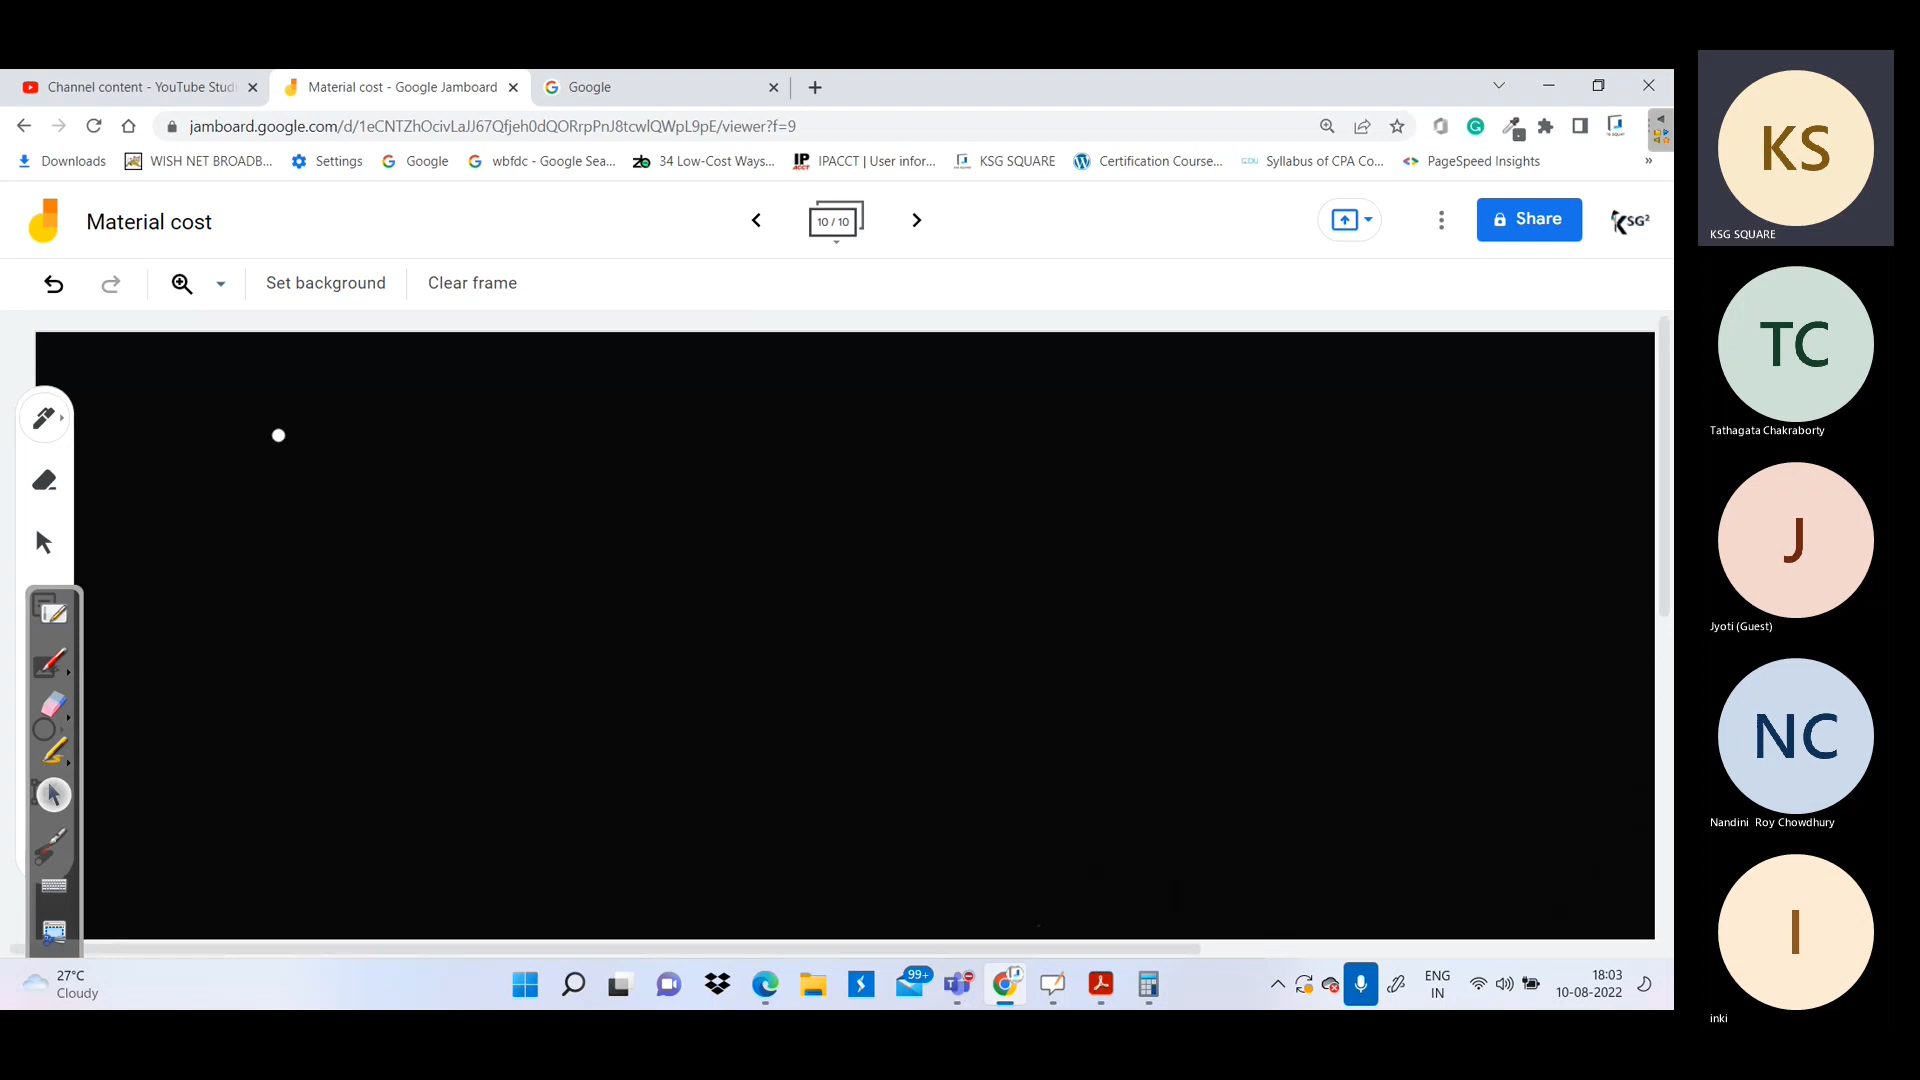 Channel content - YouTube Studi
Material cost - Google Jamboard
Google
jamboard.google.com/d/1eCNTZhOcivLaJJ67Qfjeh0dQORrpPnJ8tcwlQWpL9pE/viewer?f=9
Downloads
WISH NET BROADB...
Settings
Google
wbfdc - Google Sea...
34 Low-Cost Ways...
IPACCT | User infor...
KSG SQUARE
Certification Course...
Syllabus of CPA Co...
PageSpeed Insights
Material cost
10 / 10
Share
KSG²
Set background
Clear frame
27°C
Cloudy
99+
ENG
IN
18:03
10-08-2022
KS
KSG SQUARE
TC
Tathagata Chakraborty
J
Jyoti (Guest)
NC
Nandini Roy Chowdhury
I
inki